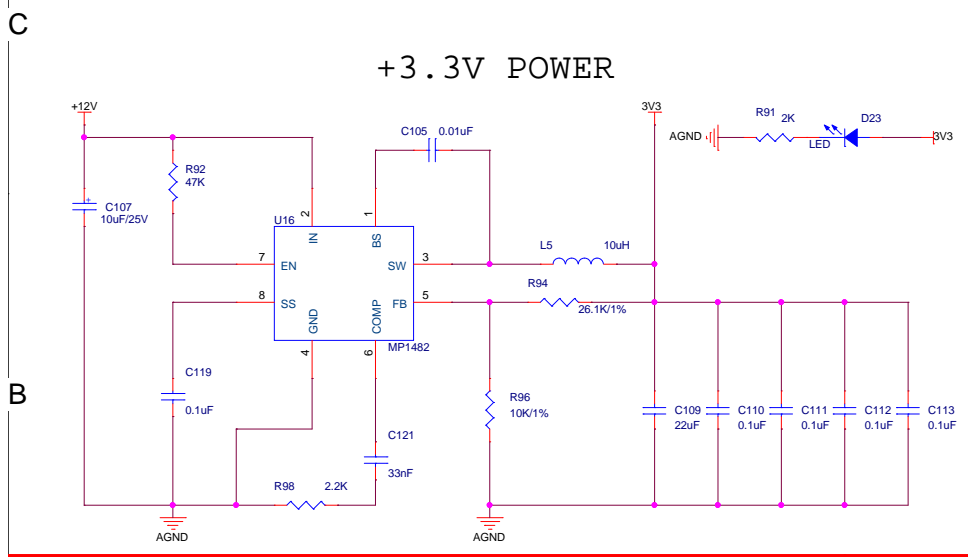 C
+3.3V POWER
+12V
3V3
R91
2K
D23
AGND
LED
3V3
C105
0.01uF
R92
47K
C107
10uF/25V
+
U16
2
1
IN
BS
L5
10uH
7
EN
SW
3
R94
8
SS
FB
5
26.1K/1%
GND
COMP
MP1482
4
6
C119
0.1uF
R96
10K/1%
B
C109
22uF
C110
0.1uF
C111
0.1uF
C112
0.1uF
C113
0.1uF
C121
33nF
R98
2.2K
AGND
AGND